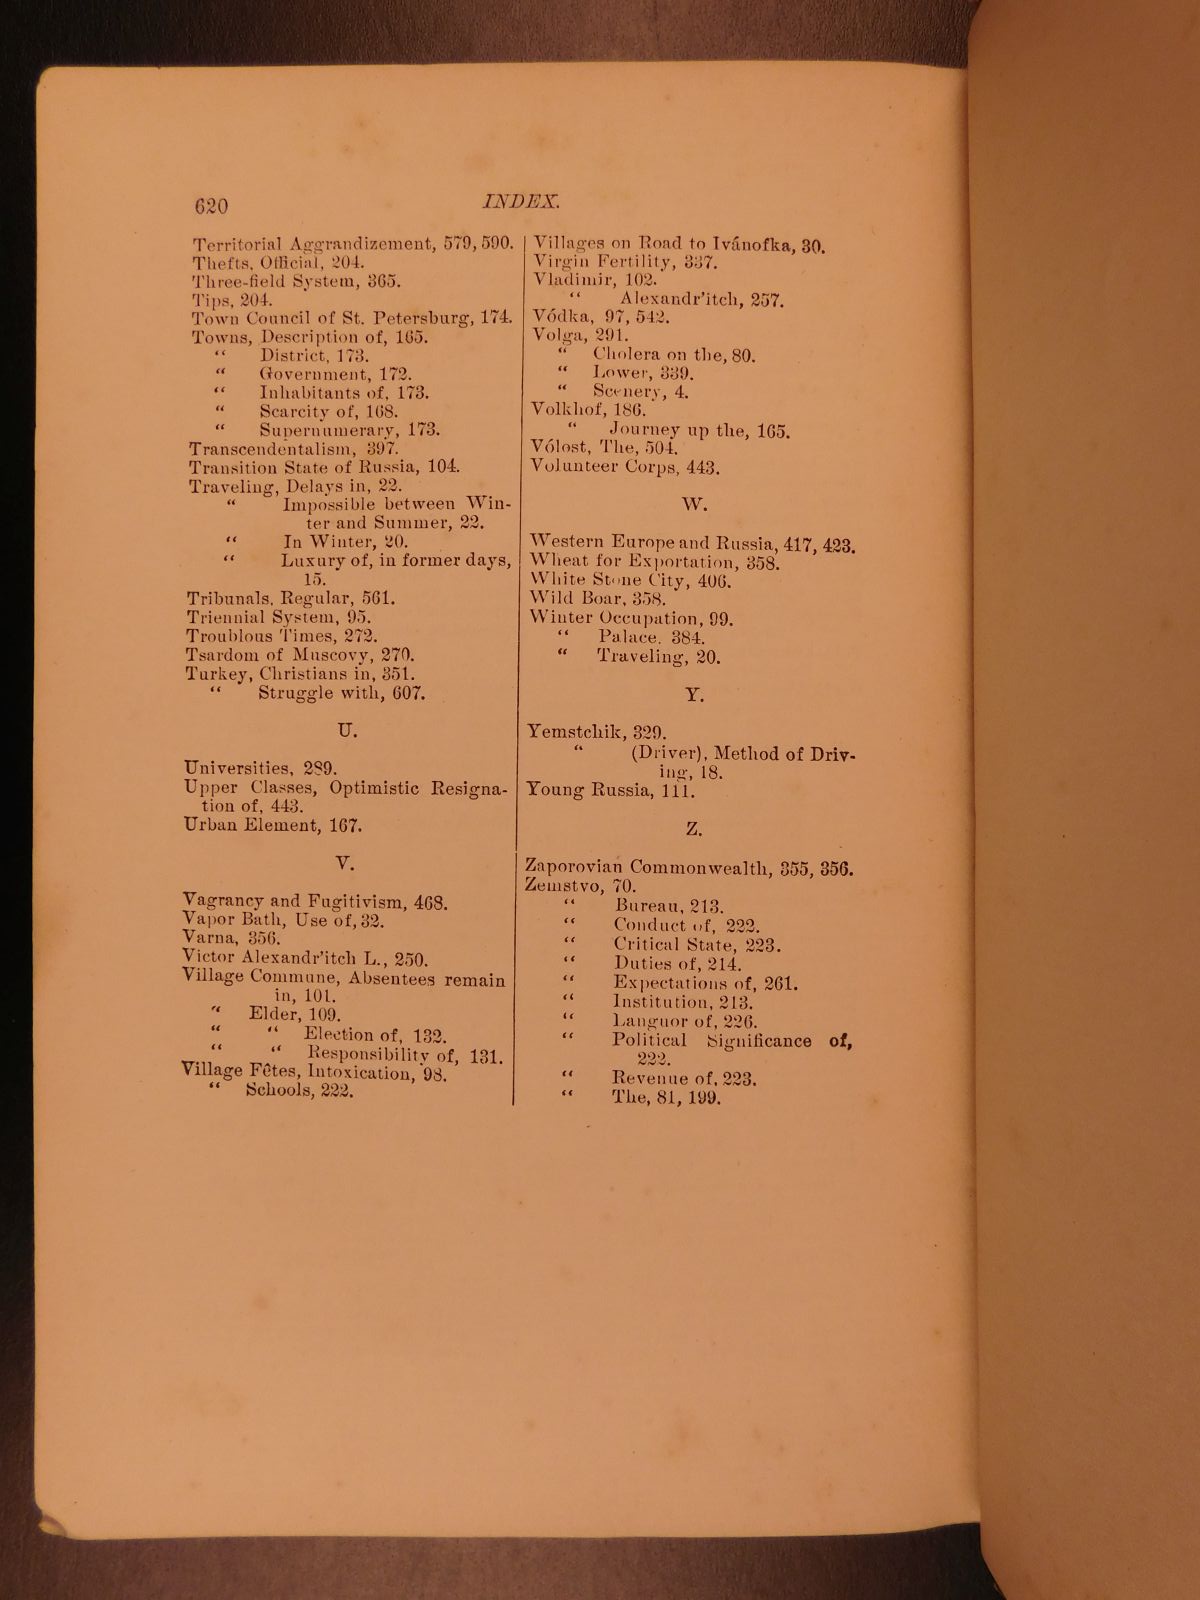 620
INDEX.
Territorial Aggrandizement, 579, 590.
Thefts, Official, 204.
Three-field System, 365.
Tips, 204.
Town Council of St. Petersburg, 174.
Towns, Description of, 165.
“ District, 173.
“ Government, 172.
“ Inhabitants of, 173.
“ Scarcity of, 168.
“ Supernumerary, 173.
Transcendentalism, 397.
Transition State of Russia, 104.
Traveling, Delays in, 22.
“ Impossible between Win-
ter and Summer, 22.
“ In Winter, 20.
“ Luxury of, in former days,
15.
Tribunals, Regular, 561.
Triennial System, 95.
Troublous Times, 272.
Tsardom of Muscovy, 270.
Turkey, Christians in, 351.
“ Struggle with, 607.
U.
Universities, 289.
Upper Classes, Optimistic Resigna-
tion of, 443.
Urban Element, 167.
V.
Vagrancy and Fugitivism, 468.
Vapor Bath, Use of, 32.
Varna, 356.
Victor Alexandr’itch L., 250.
Village Commune, Absentees remain
in, 101.
“ Elder, 109.
“ “ Election of, 132.
“ “ Responsibility of, 131.
Village Fêtes, Intoxication, 98.
“ Schools, 222.
Villages on Road to Ivánofka, 30.
Virgin Fertility, 337.
Vladimir, 102.
“ Alexandr’itch, 257.
Vódka, 97, 542.
Volga, 291.
“ Cholera on the, 80.
“ Lower, 339.
“ Scenery, 4.
Volkhof, 186.
“ Journey up the, 165.
Vólost, The, 504.
Volunteer Corps, 443.
W.
Western Europe and Russia, 417, 423.
Wheat for Exportation, 358.
White Stone City, 406.
Wild Boar, 358.
Winter Occupation, 99.
“ Palace. 384.
“ Traveling, 20.
Y.
Yemstchik, 329.
“ (Driver), Method of Driv-
ing, 18.
Young Russia, 111.
Z.
Zaporovian Commonwealth, 355, 356.
Zemstvo, 70.
“ Bureau, 213.
“ Conduct of, 222.
“ Critical State, 223.
“ Duties of, 214.
“ Expectations of, 261.
“ Institution, 213.
“ Languor of, 226.
“ Political Significance of,
222.
“ Revenue of, 223.
“ The, 81, 199.